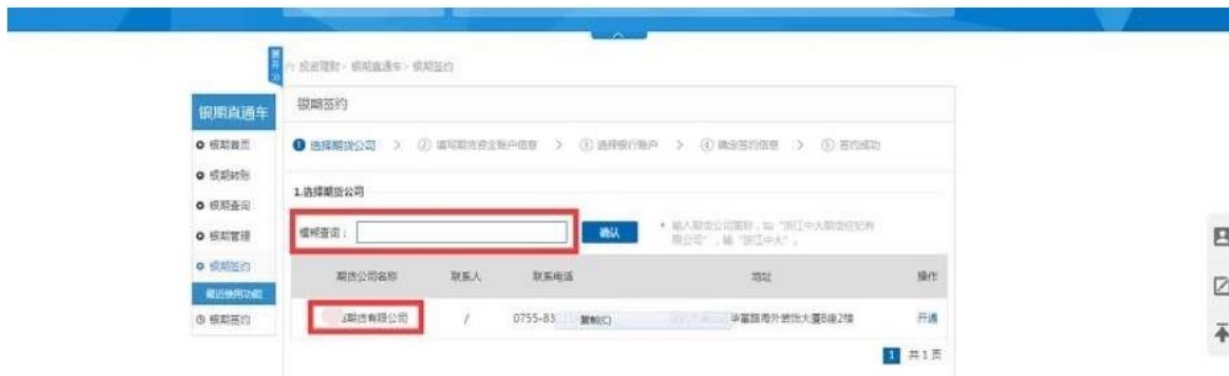 展开
投资理财 > 银期直通车 > 银期签约
银期直通车
银期首页
银期转账
银期查询
银期管理
银期签约
最近使用功能
银期签约
银期签约
1 选择期货公司 > 2 填写期货资金账户信息 > 3 选择银行账户 > 4 确定签约信息 > 5 签约成功
1.选择期货公司
模糊查询:
确认
* 输入期货公司简称,如“浙江中大期货经纪有
限公司”,输“浙江中大”。
期货公司名称 联系人 联系电话 地址 操作
期货有限公司 / 0755-83 复制(C) 华富路海外装饰大厦B座2楼 开通
1 共1页